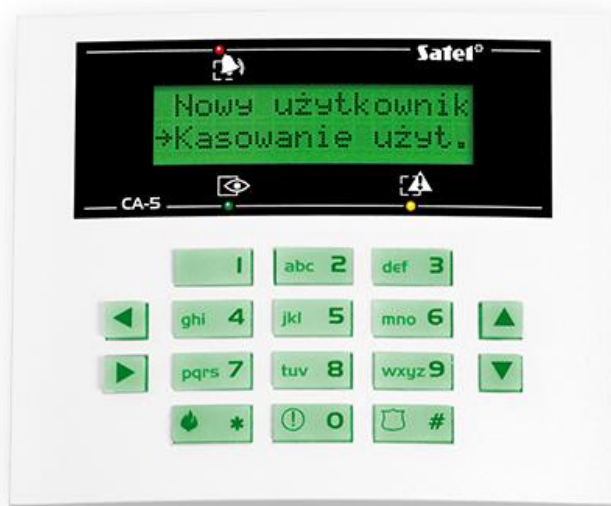 Satel
Nowy użytkownik
→Kasowanie użyt.
CA-5
1 abc 2 def 3
ghi 4 jkl 5 mno 6
pqrs 7 tuv 8 wxyz 9
* 0 #